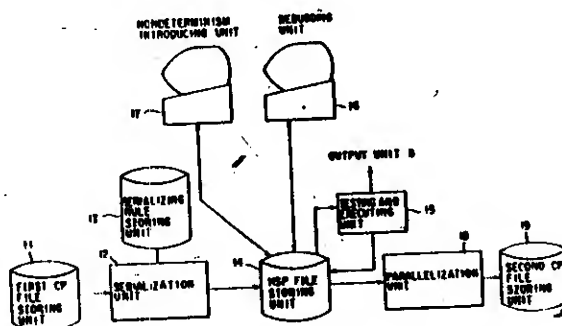 NONDETERMINISM
INTRODUCING UNIT
DEBUGGING
UNIT
17
16
OUTPUT UNIT
SERIALIZING
RULE
STORING
UNIT
13
TESTING AND
EXECUTING
UNIT
15
11
12
14
18
19
FIRST CP
FILE
STORING
UNIT
SERIALIZATION
UNIT
HSP FILE
STORING
UNIT
PARALLELIZATION
UNIT
SECOND CP
FILE
STORING
UNIT